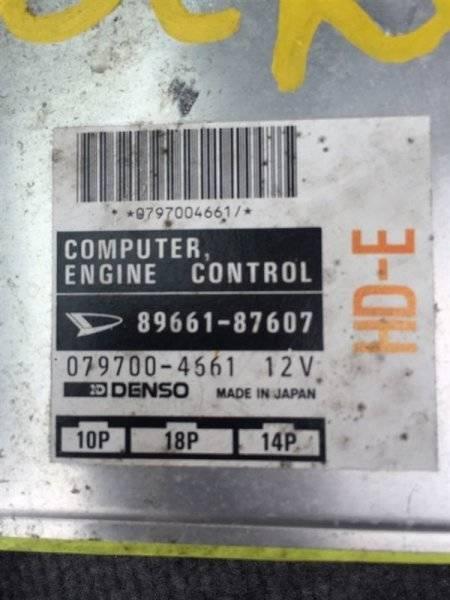 *0797004661/*
COMPUTER,
ENGINE CONTROL
89661-87607
079700-4661 12V
DENSO MADE IN JAPAN
10P 18P 14P
HD-E